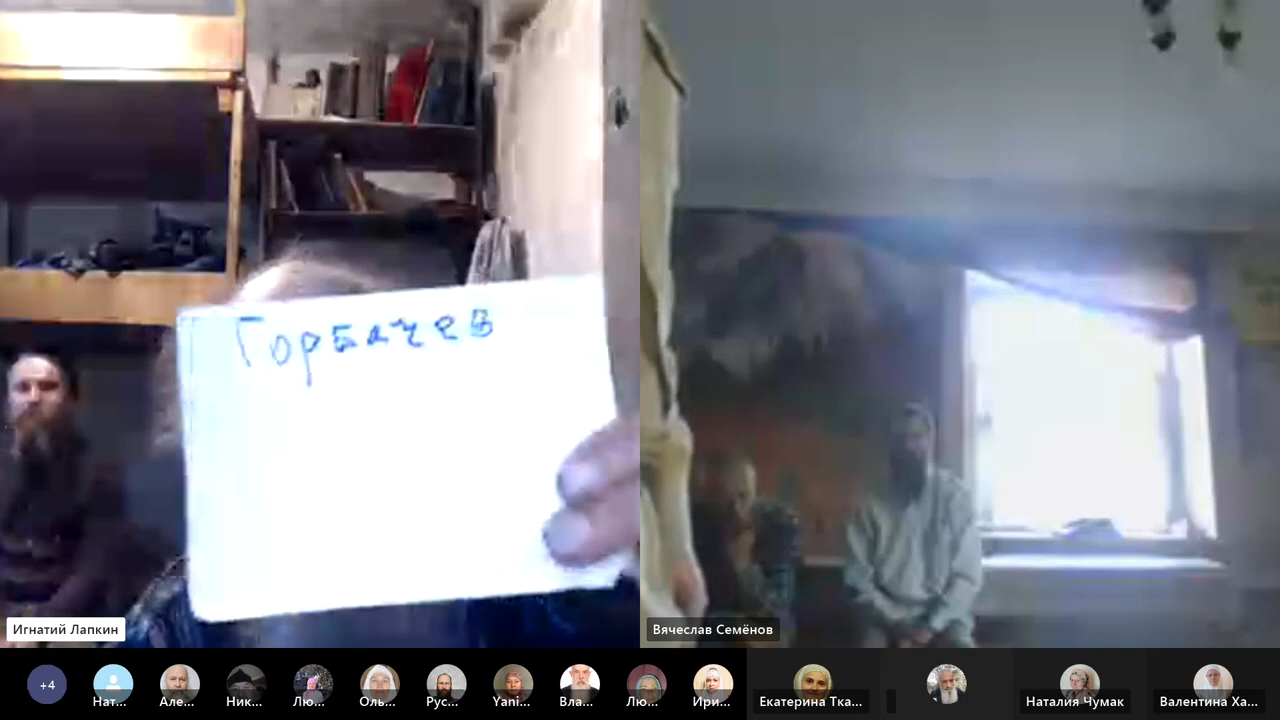 Горбачев
Игнатий Лапкин
Вячеслав Семёнов
+4
Нат...
Але...
Ник...
Лю...
Оль...
Рус...
Yani...
Вла...
Лю...
Ири...
Екатерина Тка...
Наталия Чумак
Валентина Ха...